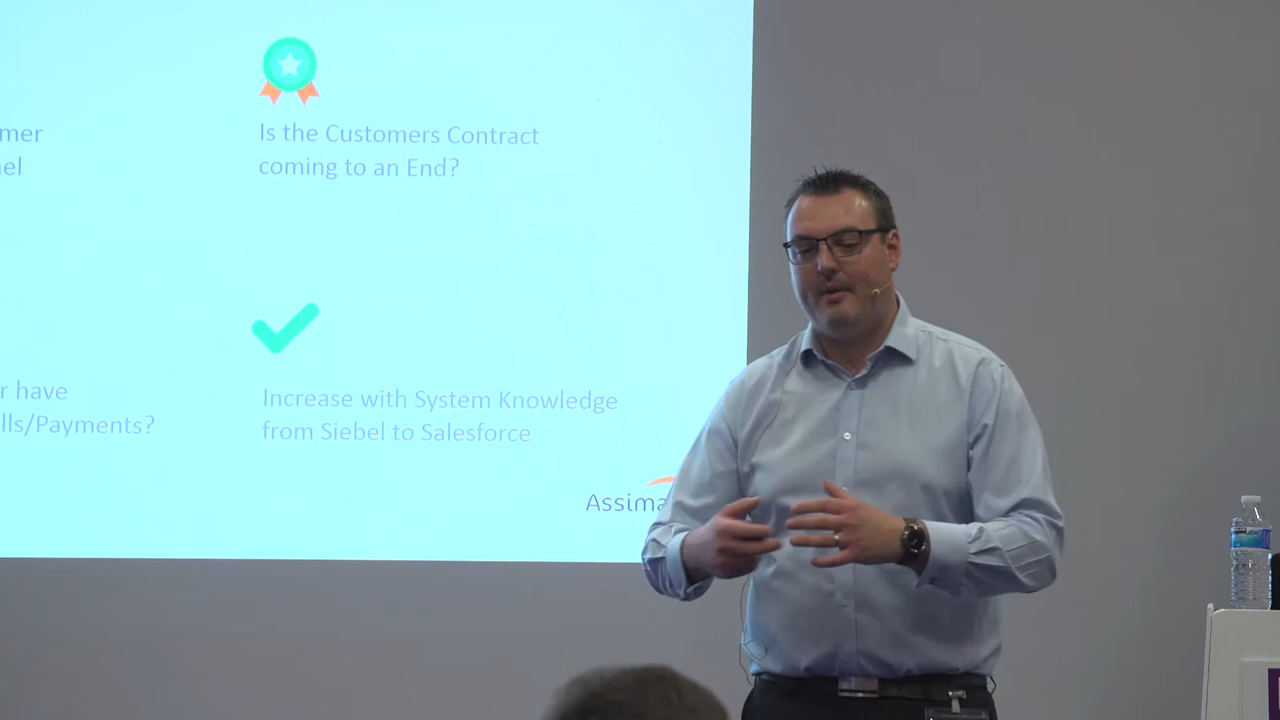 mer
el
Is the Customers Contract
coming to an End?
r have
lls/Payments?
Increase with System Knowledge
from Siebel to Salesforce
Assima